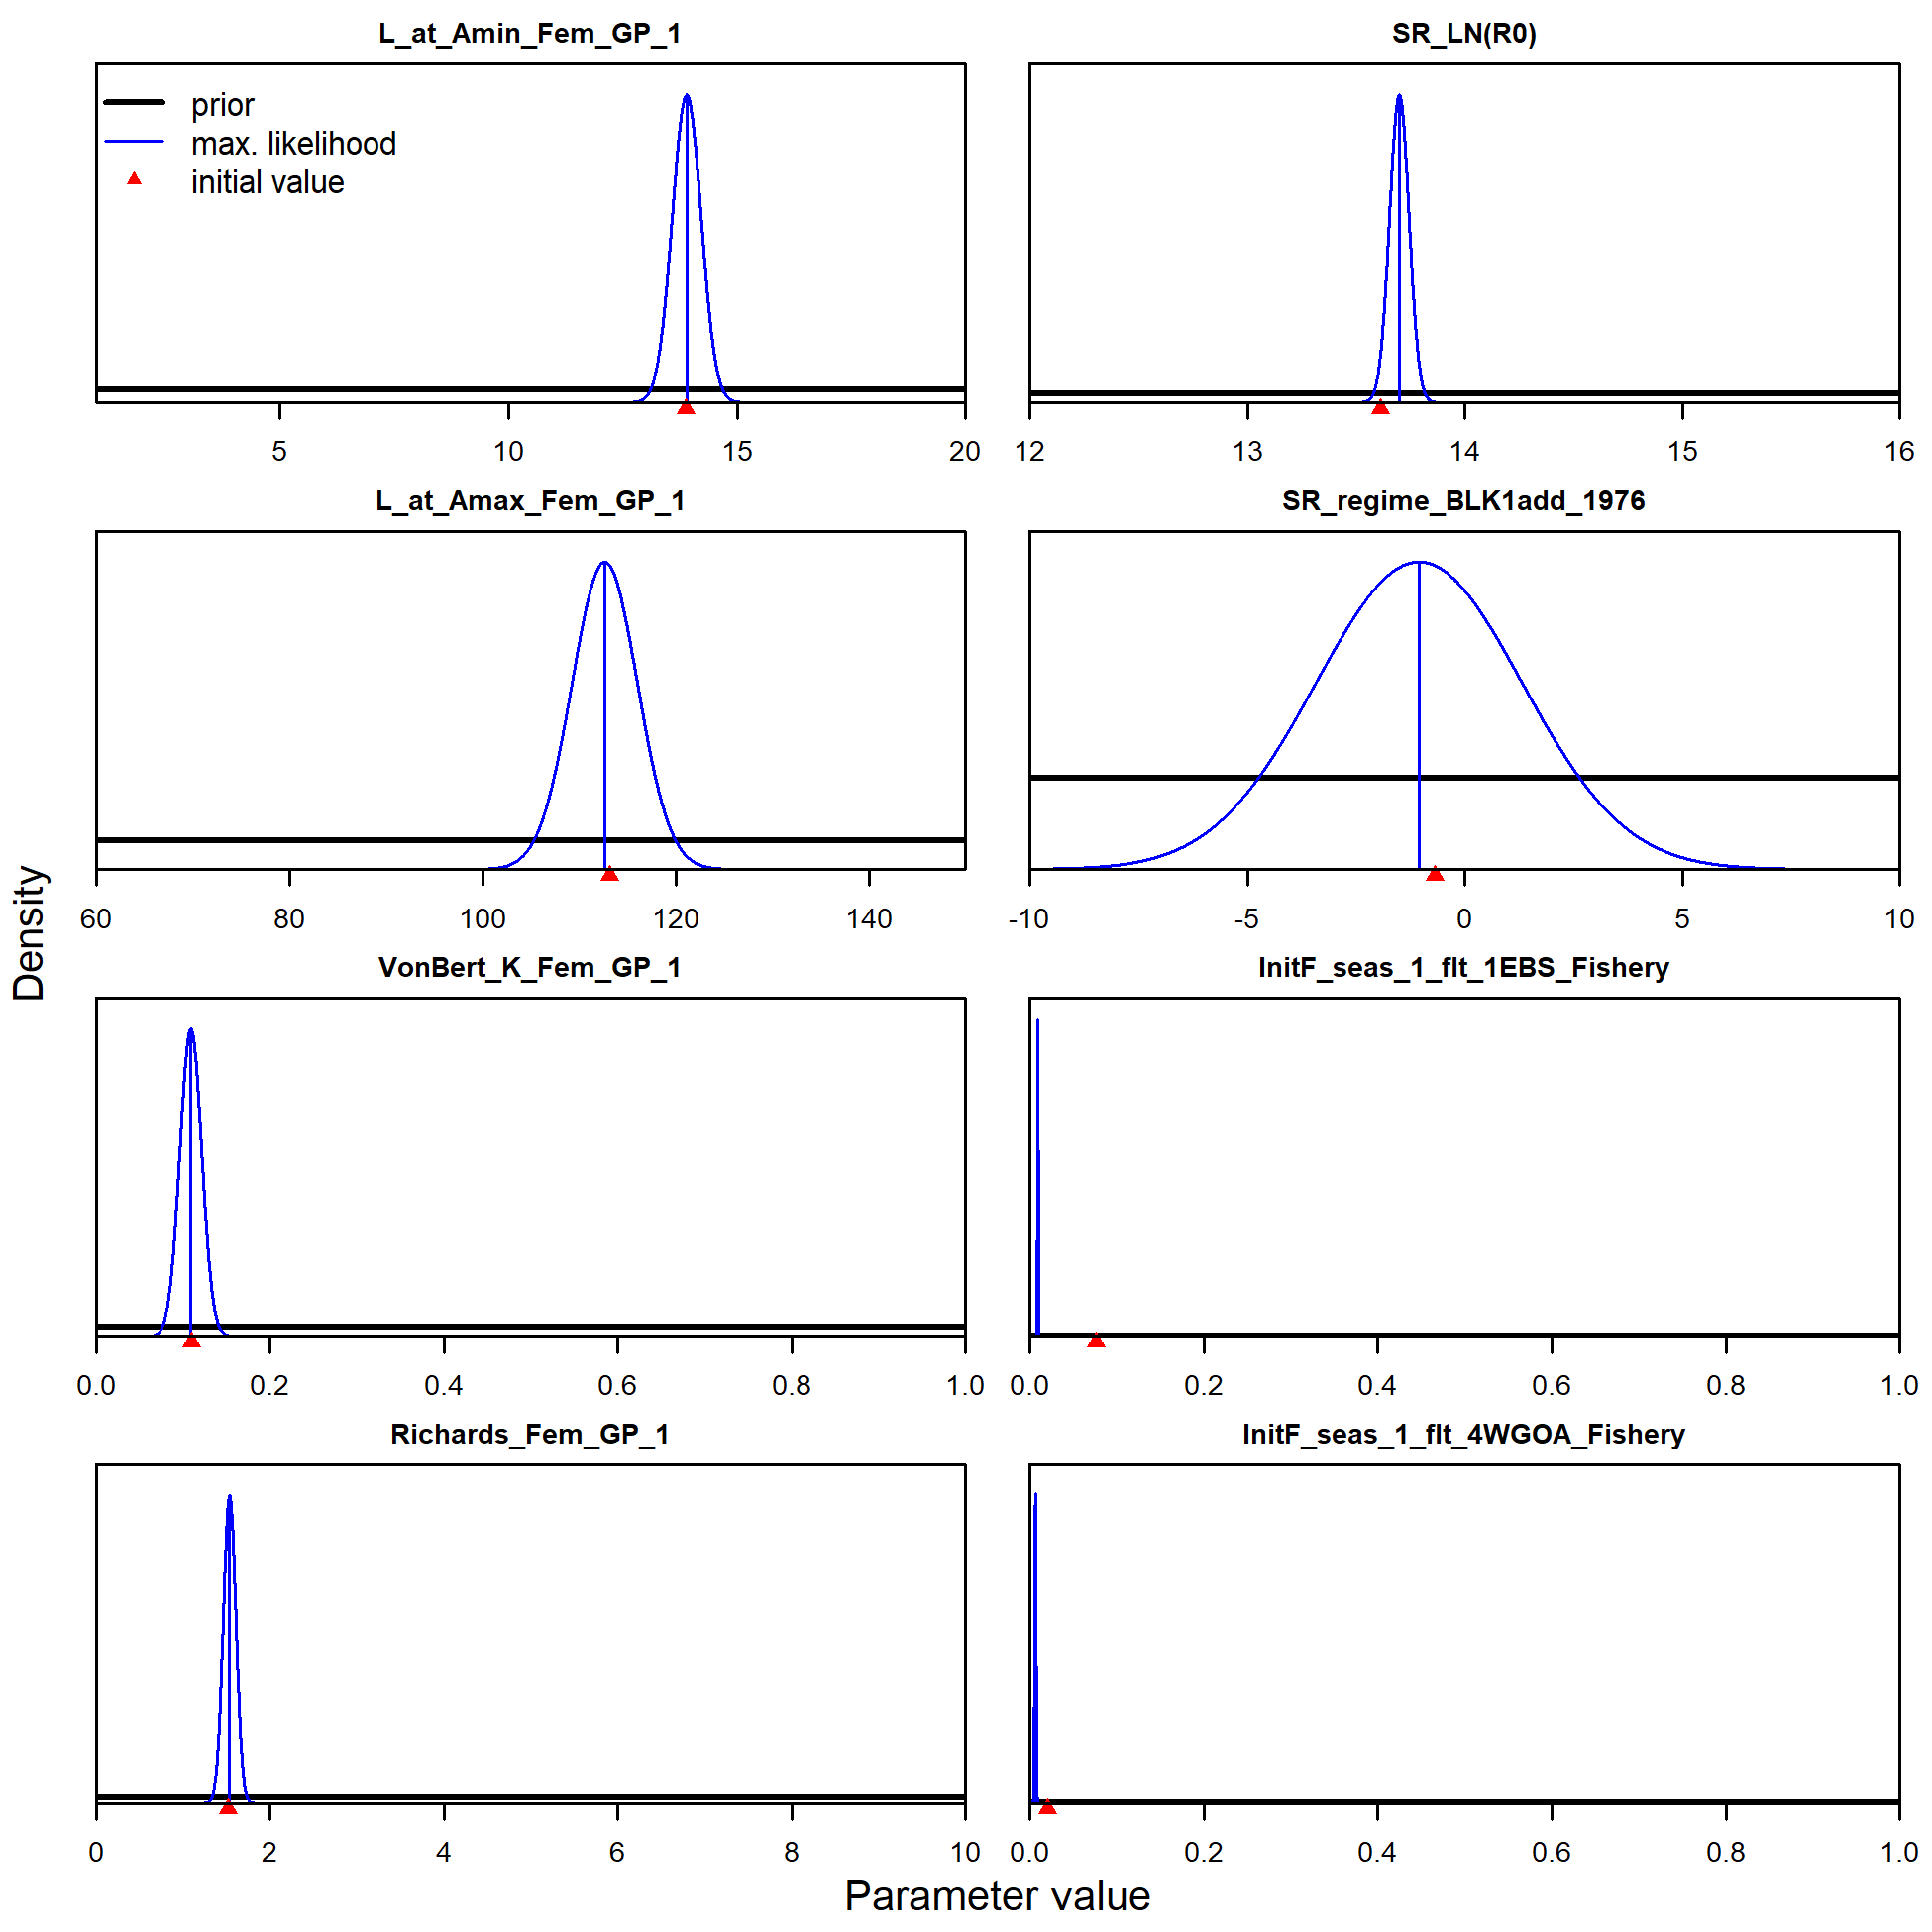 L_at_Amin_Fem_GP_1
prior
max. likelihood
initial value
5 10 15 20
SR_LN(R0)
12 13 14 15 16
L_at_Amax_Fem_GP_1
60 80 100 120 140
SR_regime_BLK1add_1976
-10 -5 0 5 10
VonBert_K_Fem_GP_1
0.0 0.2 0.4 0.6 0.8 1.0
InitF_seas_1_flt_1EBS_Fishery
0.0 0.2 0.4 0.6 0.8 1.0
Richards_Fem_GP_1
0 2 4 6 8 10
InitF_seas_1_flt_4WGOA_Fishery
0.0 0.2 0.4 0.6 0.8 1.0
Density
Parameter value